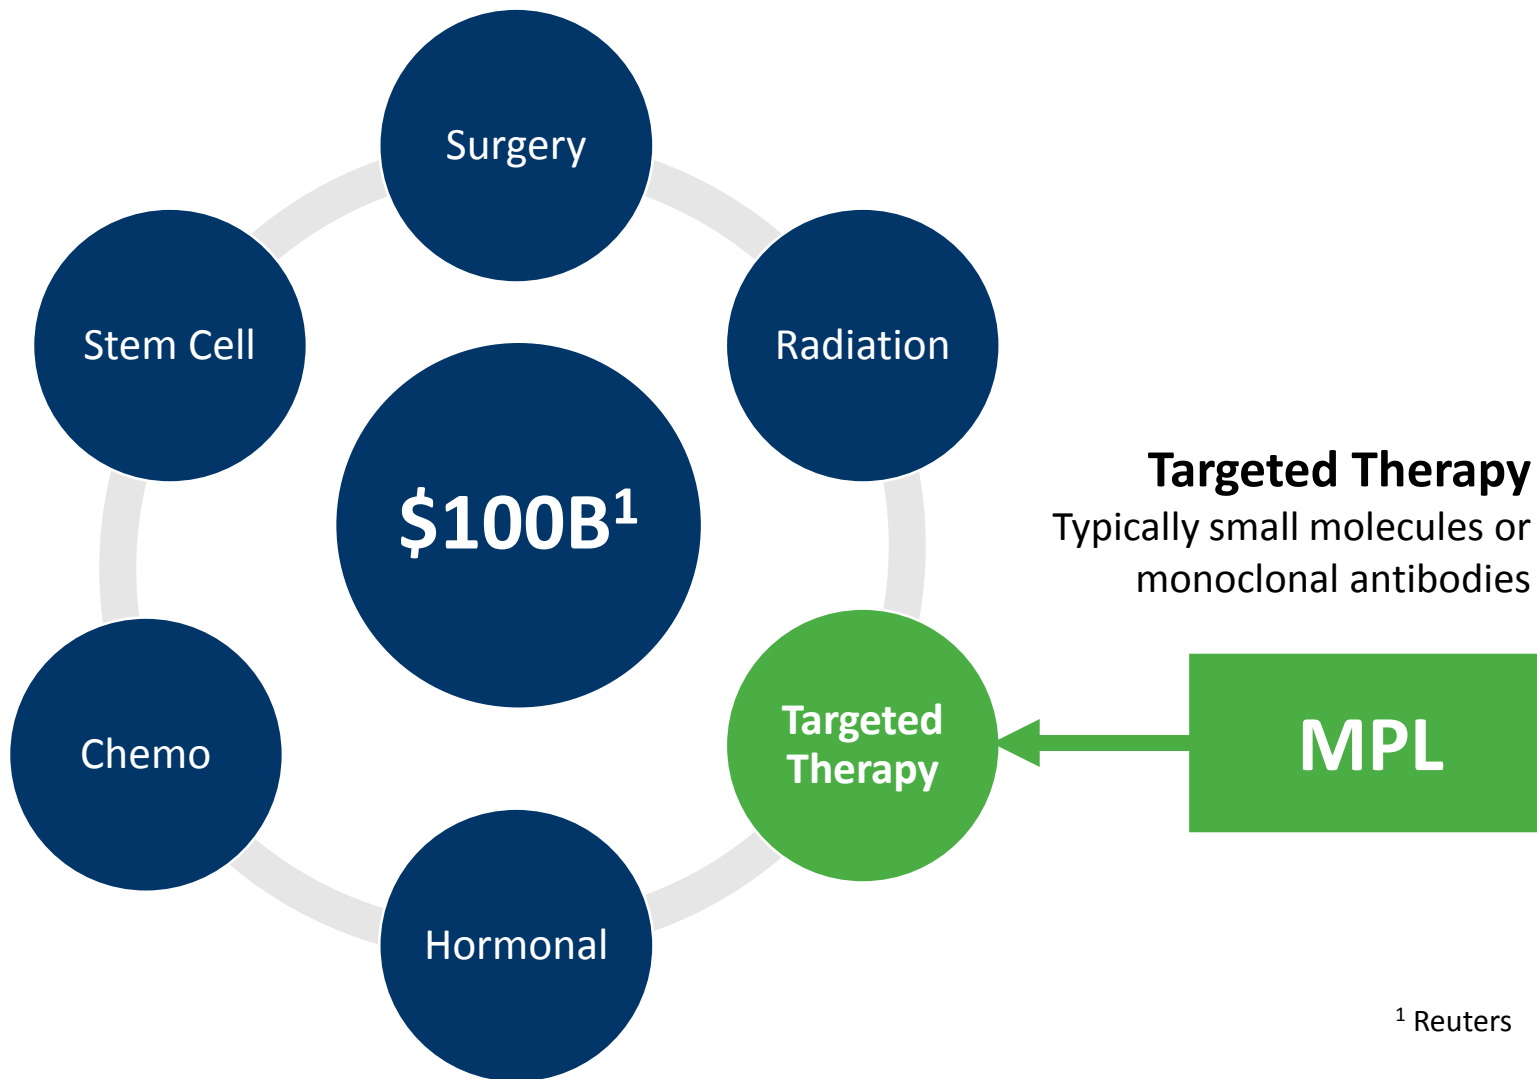 Surgery
Stem Cell
Radiation
$100B¹
Targeted Therapy
Typically small molecules or
monoclonal antibodies
Targeted
Therapy
MPL
Chemo
Hormonal
¹ Reuters